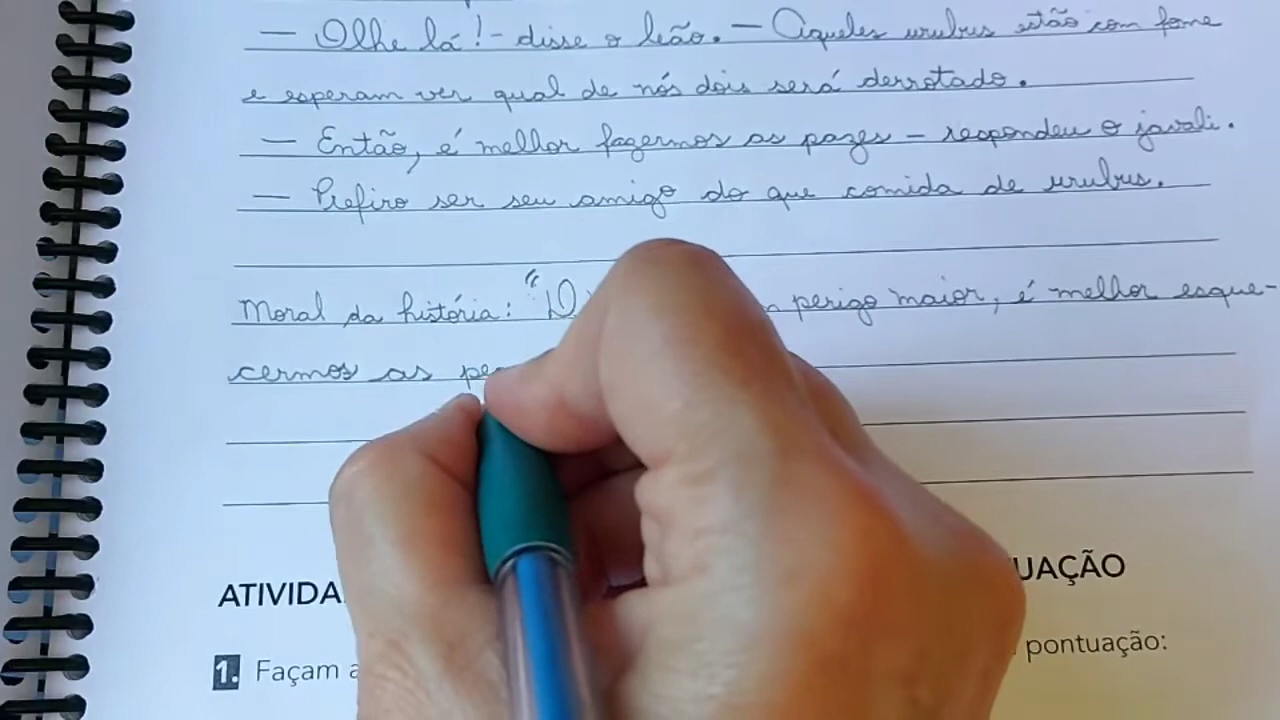 — Olhe lá! - disse o leão. — Aqueles urubus estão com fome
e esperam ver qual de nós dois será derrotado.
— Então, é melhor fazermos as pazes — respondeu o javali.
— Prefiro ser seu amigo do que comida de urubus.
Moral da história: " perigo maior, é melhor esque-
cermos as
ATIVIDA UAÇÃO
1. Façam a pontuação: